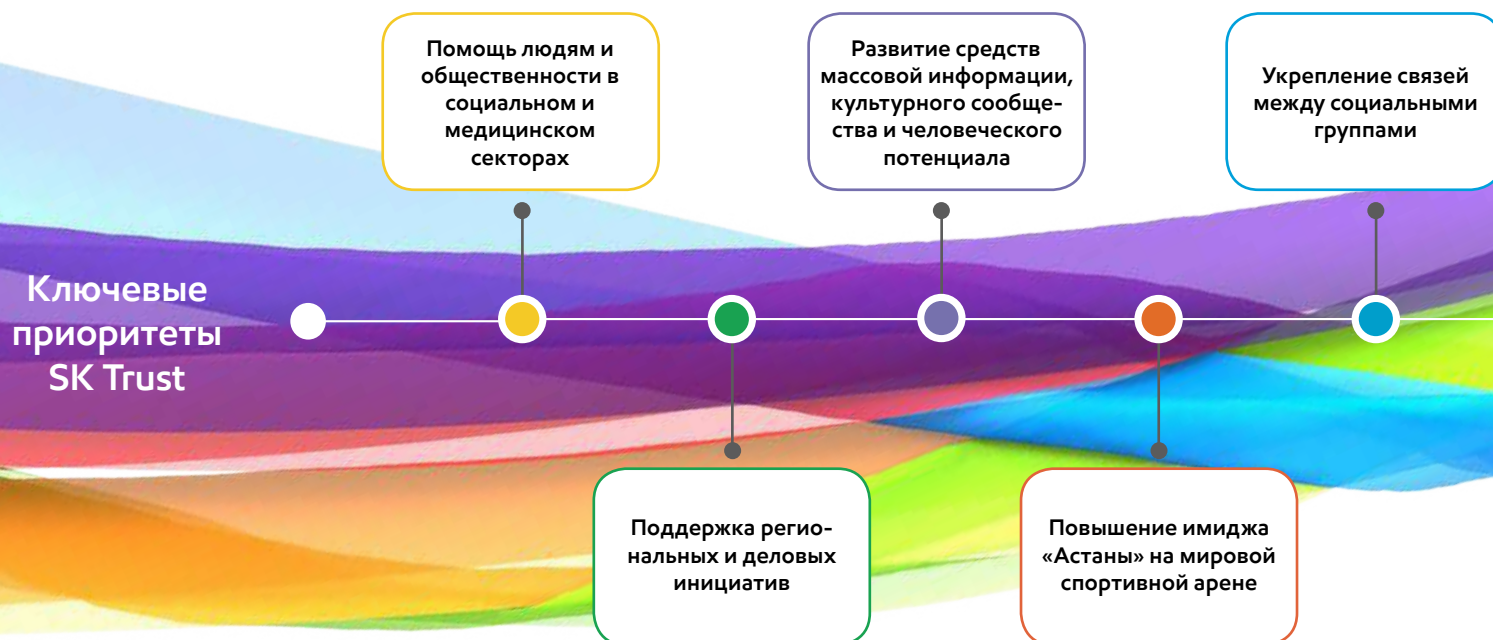 Ключевые
приоритеты
SK Trust
Помощь людям и
общественности в
социальном и
медицинском
секторах
Поддержка регио-
нальных и деловых
инициатив
Развитие средств
массовой информации,
культурного сообще-
ства и человеческого
потенциала
Повышение имиджа
«Астаны» на мировой
спортивной арене
Укрепление связей
между социальными
группами